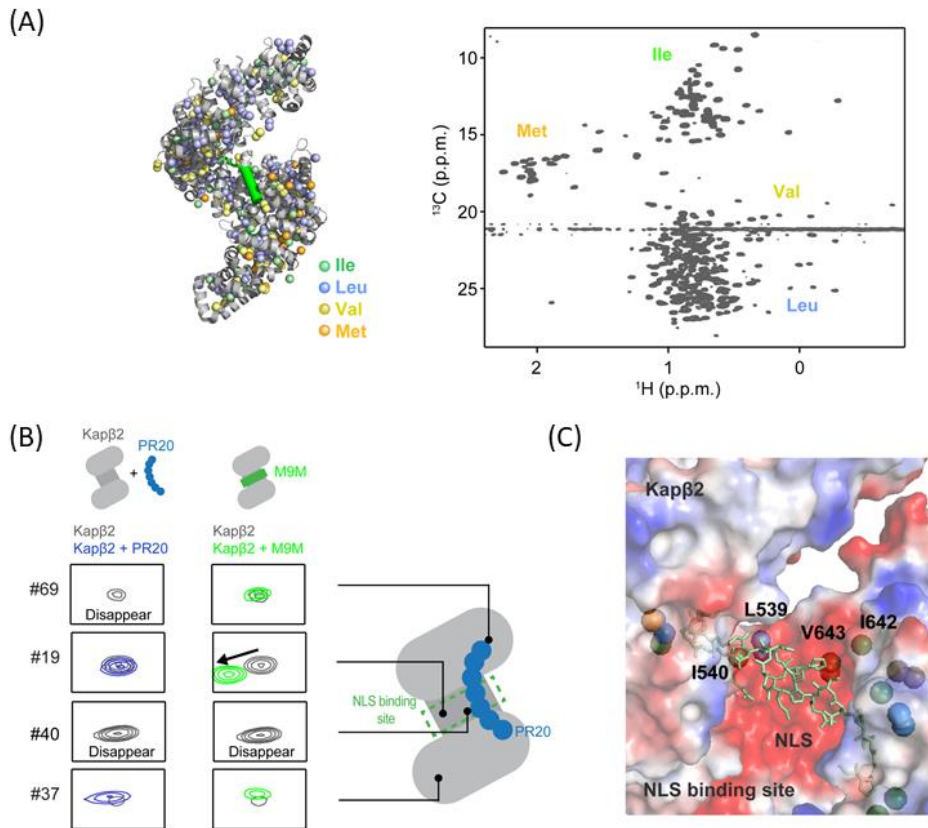 (A)
Ile
Leu
Val
Met
Ile
Met
Val
Leu
10
15
20
25
¹³C (p.p.m.)
2
1
0
¹H (p.p.m.)
(B)
Kapβ2
PR20
+
M9M
Kapβ2
Kapβ2 + PR20
Kapβ2
Kapβ2 + M9M
#69
Disappear
#19
#40
Disappear
Disappear
#37
NLS binding
site
PR20
(C)
Kapβ2
L539
I642
V643
I540
NLS
NLS binding site